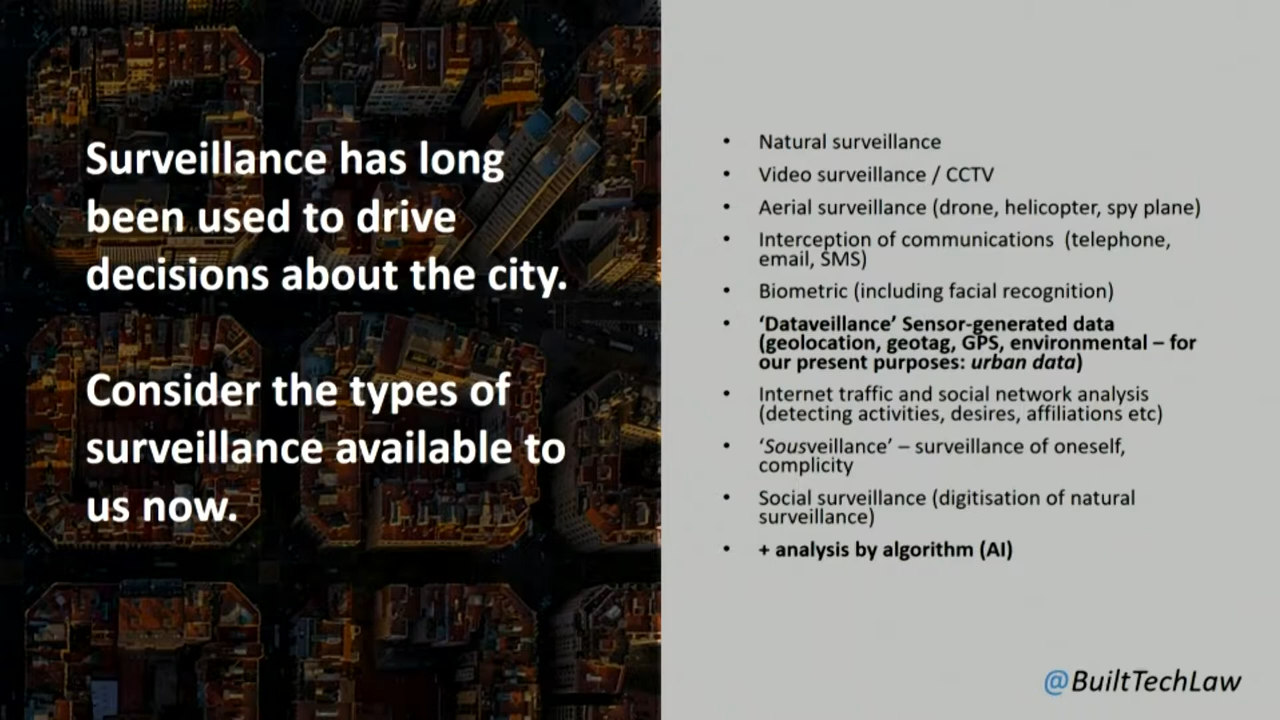 Surveillance has long
been used to drive
decisions about the city.
Consider the types of
surveillance available to
us now.
• Natural surveillance
• Video surveillance / CCTV
• Aerial surveillance (drone, helicopter, spy plane)
• Interception of communications (telephone,
email, SMS)
• Biometric (including facial recognition)
• ‘Dataveillance’ Sensor-generated data
(geolocation, geotag, GPS, environmental – for
our present purposes: urban data)
• Internet traffic and social network analysis
(detecting activities, desires, affiliations etc)
• ‘Sousveillance’ – surveillance of oneself,
complicity
• Social surveillance (digitisation of natural
surveillance)
• + analysis by algorithm (AI)
@BuiltTechLaw